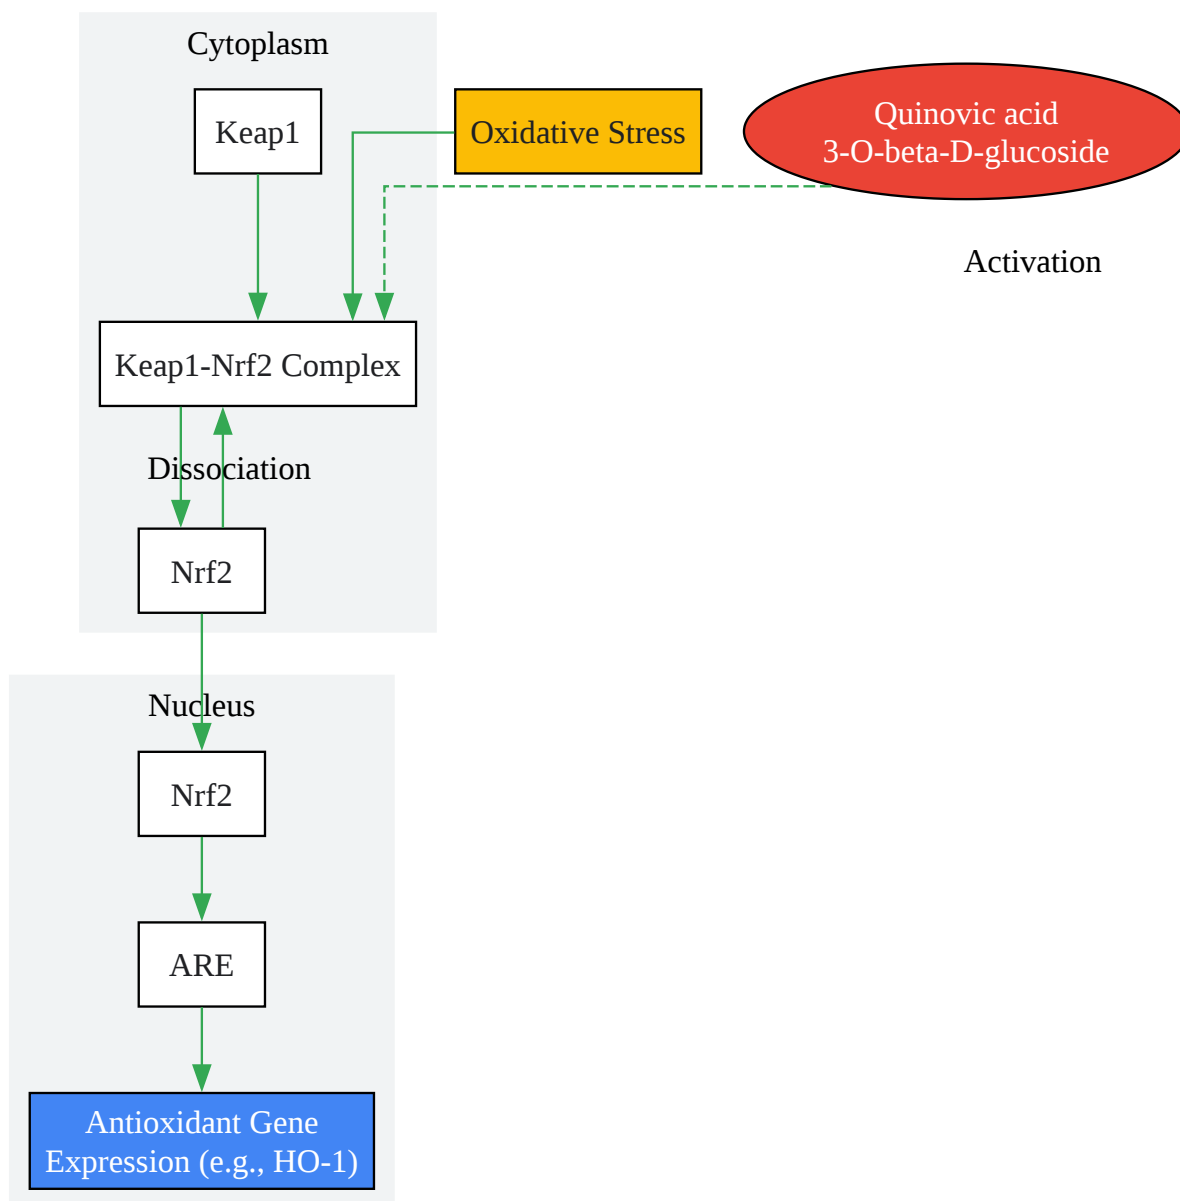 Cytoplasm
Keap1
Oxidative Stress
Quinovic acid
3-O-beta-D-glucoside
Activation
Keap1-Nrf2 Complex
Dissociation
Nrf2
Nucleus
Nrf2
ARE
Antioxidant Gene
Expression (e.g., HO-1)